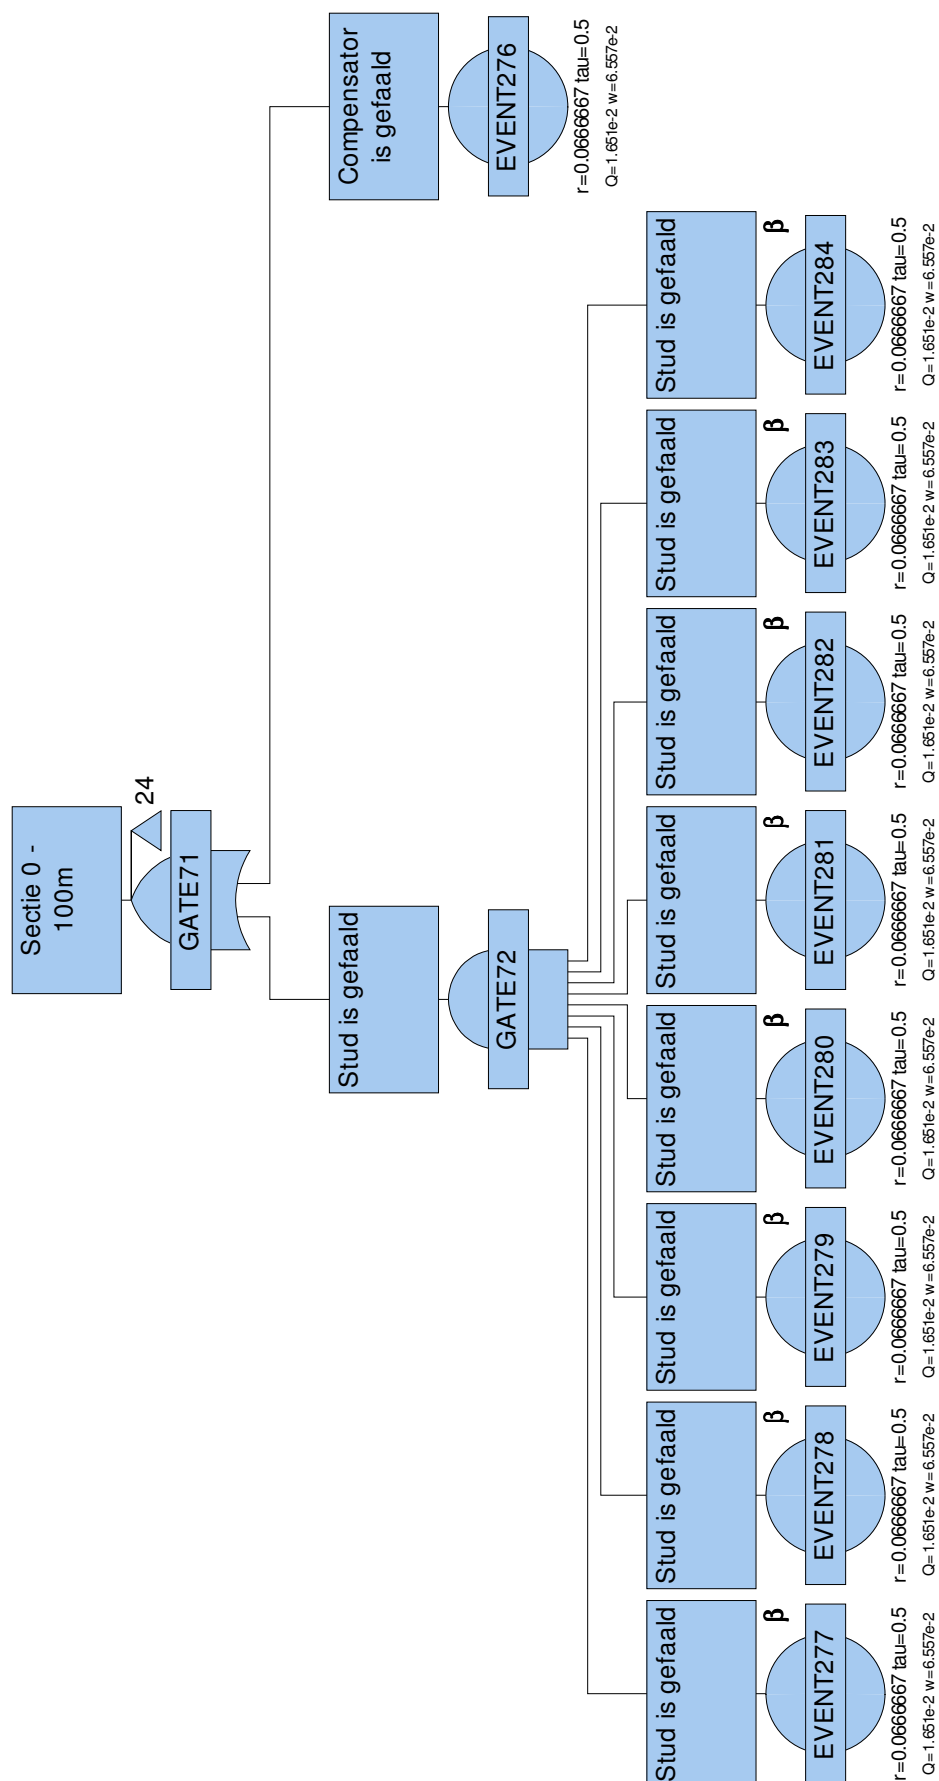 Sectie 0 -
100m
24
GATE71
Stud is gefaald
GATE72
Compensator
is gefaald
EVENT276
r=0.0666667 tau=0.5
Q=1.651e-2 w=6.557e-2
Stud is gefaald
β
EVENT277
r=0.0666667 tau=0.5
Q=1.651e-2 w=6.557e-2
Stud is gefaald
β
EVENT278
r=0.0666667 tau=0.5
Q=1.651e-2 w=6.557e-2
Stud is gefaald
β
EVENT279
r=0.0666667 tau=0.5
Q=1.651e-2 w=6.557e-2
Stud is gefaald
β
EVENT280
r=0.0666667 tau=0.5
Q=1.651e-2 w=6.557e-2
Stud is gefaald
β
EVENT281
r=0.0666667 tau=0.5
Q=1.651e-2 w=6.557e-2
Stud is gefaald
β
EVENT282
r=0.0666667 tau=0.5
Q=1.651e-2 w=6.557e-2
Stud is gefaald
β
EVENT283
r=0.0666667 tau=0.5
Q=1.651e-2 w=6.557e-2
Stud is gefaald
β
EVENT284
r=0.0666667 tau=0.5
Q=1.651e-2 w=6.557e-2